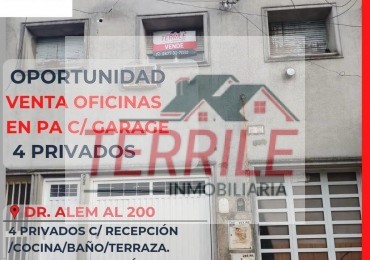 TERRILE
VENDE
OPORTUNIDAD
VENTA OFICINAS
EN PA C/ GARAGE
4 PRIVADOS
TERRILE
INMOBILIARIA
DR. ALEM AL 200
4 PRIVADOS C/ RECEPCIÓN
/COCINA/BAÑO/TERRAZA.